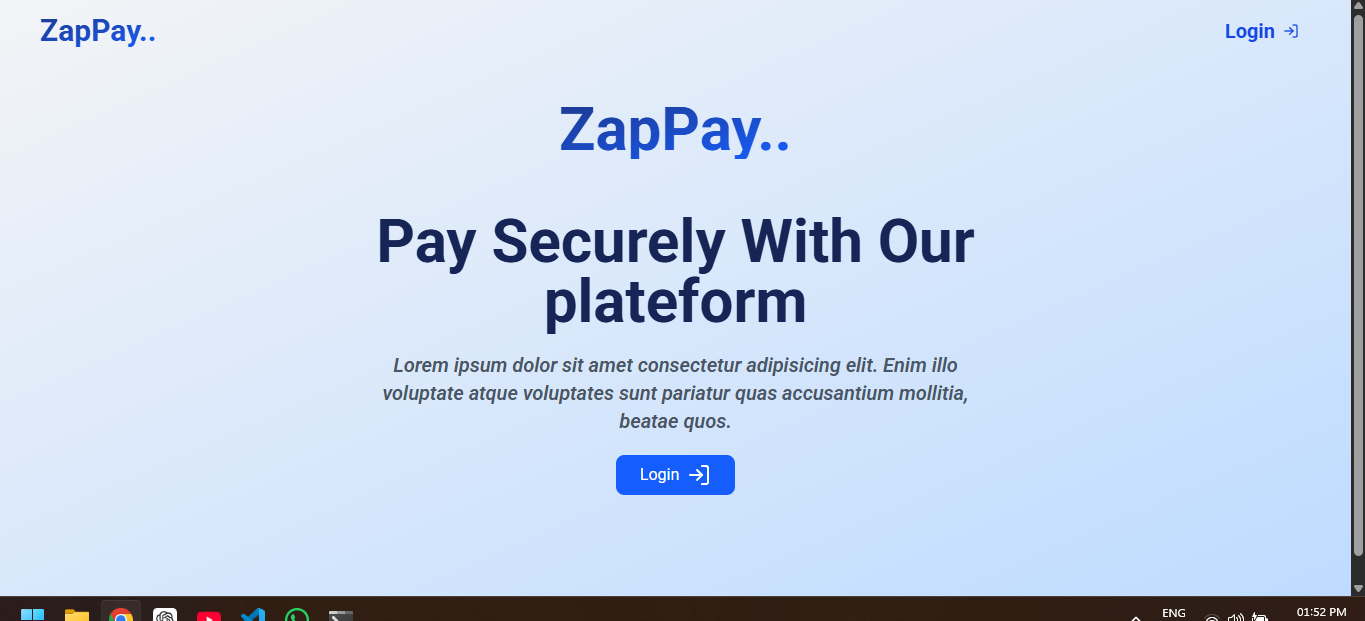 ZapPay..
Login
ZapPay..
Pay Securely With Our
plateform
Lorem ipsum dolor sit amet consectetur adipisicing elit. Enim illo
voluptate atque voluptates sunt pariatur quas accusantium mollitia,
beatae quos.
Login
ENG
01:52 PM